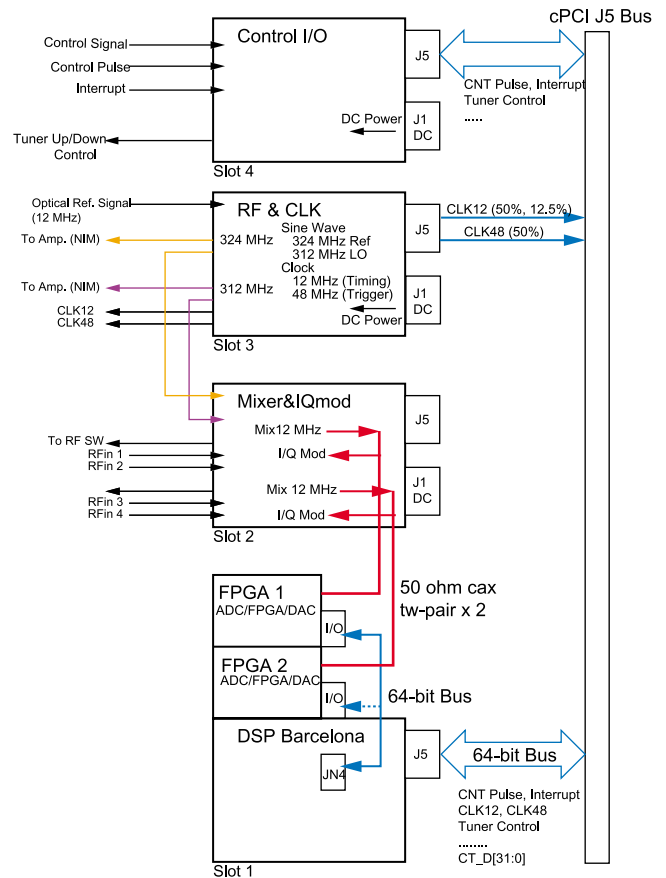 cPCI J5 Bus
Control Signal
Control Pulse
Interrupt
Tuner Up/Down
Control
Control I/O
DC Power
J5
J1
DC
Slot 4
CNT Pulse, Interrupt
Tuner Control
.....
Optical Ref. Signal
(12 MHz)
To Amp. (NIM)
To Amp. (NIM)
CLK12
CLK48
RF & CLK
Sine Wave
324 MHz
324 MHz Ref
312 MHz LO
Clock
312 MHz
12 MHz (Timing)
48 MHz (Trigger)
DC Power
J5
J1
DC
Slot 3
CLK12 (50%, 12.5%)
CLK48 (50%)
Mixer&IQmod
Mix12 MHz
I/Q Mod
Mix 12 MHz
I/Q Mod
J5
J1
DC
To RF SW
RFin 1
RFin 2
RFin 3
RFin 4
Slot 2
FPGA 1
ADC/FPGA/DAC
I/O
50 ohm cax
tw-pair x 2
FPGA 2
ADC/FPGA/DAC
I/O
64-bit Bus
DSP Barcelona
JN4
J5
64-bit Bus
CNT Pulse, Interrupt
CLK12, CLK48
Tuner Control
........
CT_D[31:0]
Slot 1